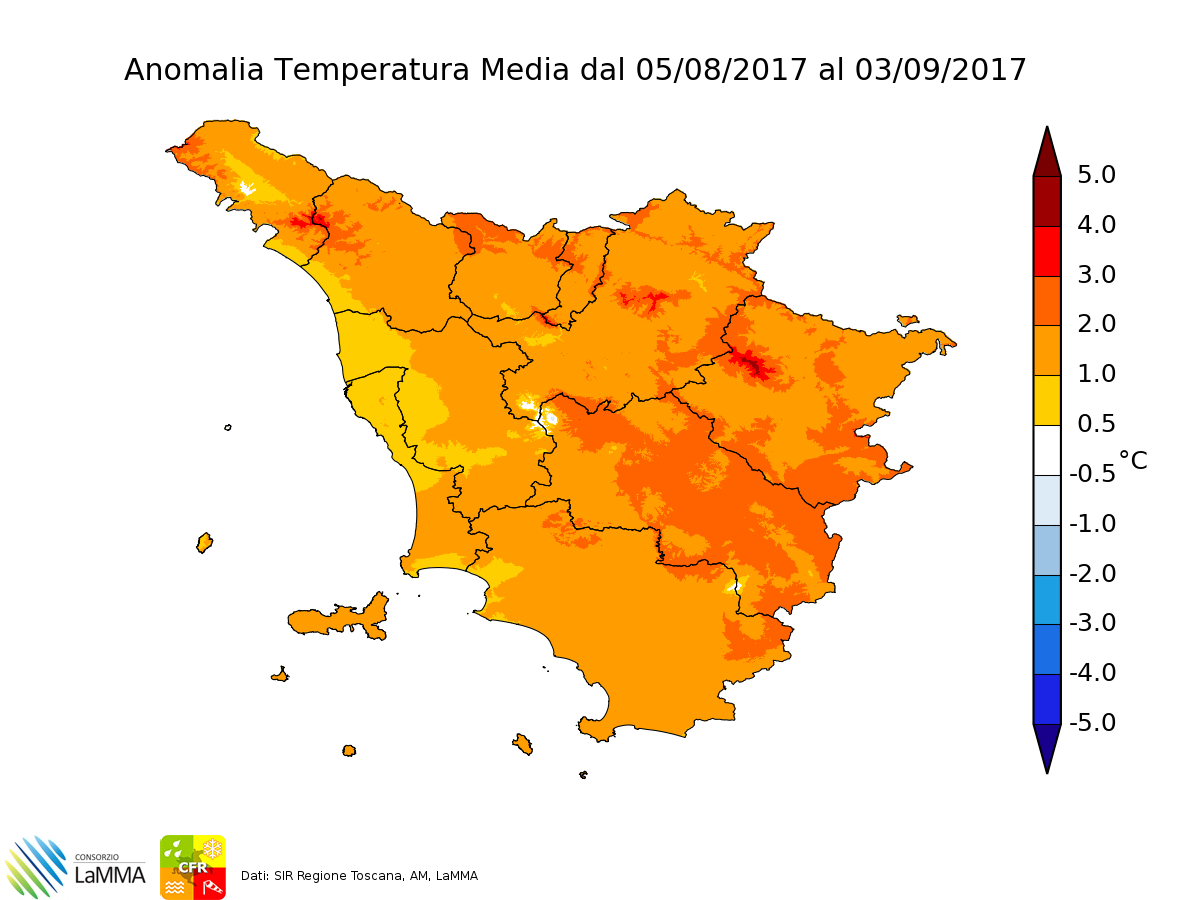 Anomalia Temperatura Media dal 05/08/2017 al 03/09/2017
5.0
4.0
3.0
2.0
1.0
0.5
-0.5
°C
-1.0
-2.0
-3.0
-4.0
-5.0
CONSORZIO
LaMMA
CFR
Dati: SIR Regione Toscana, AM, LaMMA